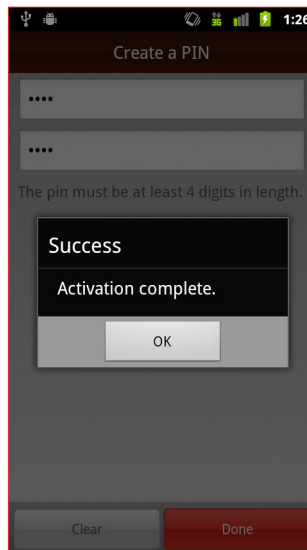 3G 1:26
Create a PIN
••••
••••
The pin must be at least 4 digits in length.
Success
Activation complete.
OK
Clear Done